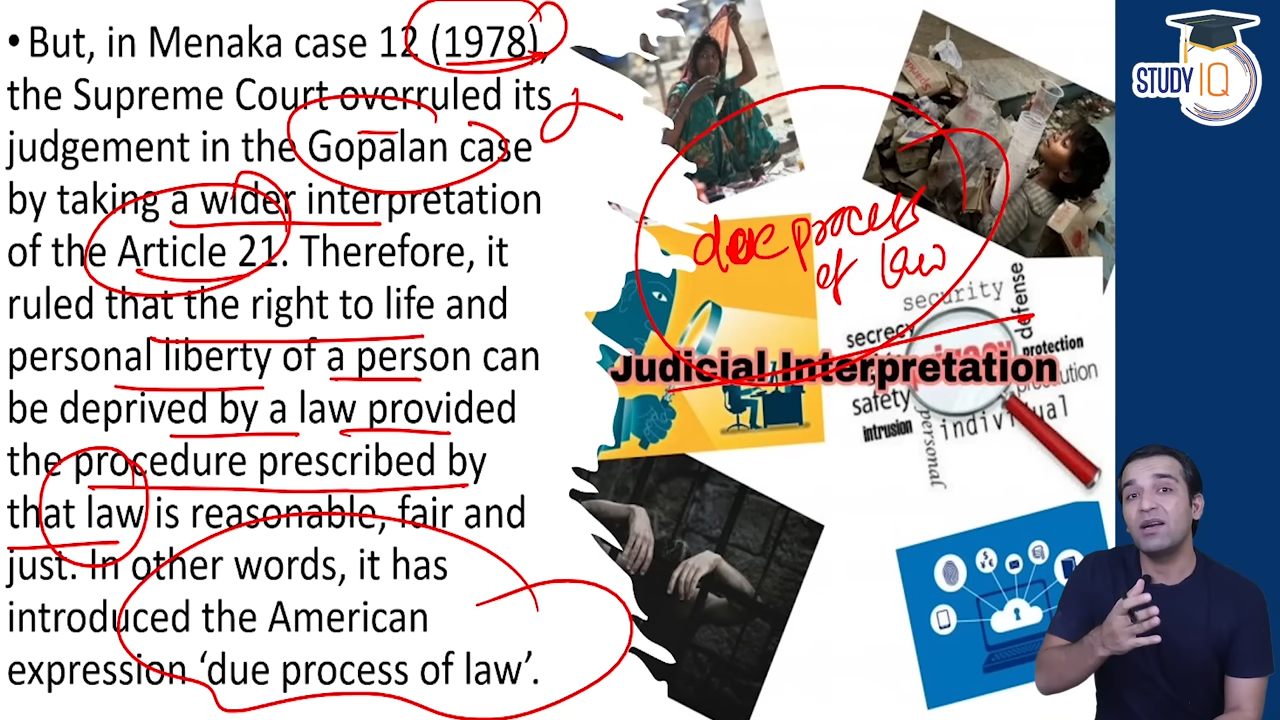 • But, in Menaka case 12 (1978),
the Supreme Court overruled its
judgement in the Gopalan case
by taking a wider interpretation
of the Article 21. Therefore, it
ruled that the right to life and
personal liberty of a person can
be deprived by a law provided
the procedure prescribed by
that law is reasonable, fair and
just. In other words, it has
introduced the American
expression ‘due process of law’.
due process
of law
security
defense
secrecy
protection
Judicial Interpretation
safety
intrusion
personal
individual
STUDY IQ